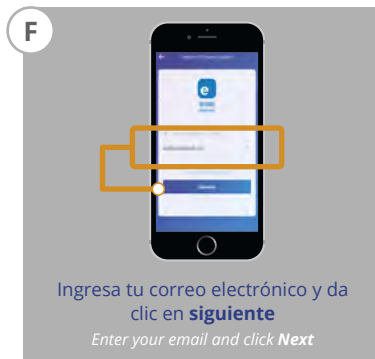 F
e
Ingresa tu correo electrónico y da
clic en siguiente
Enter your email and click Next